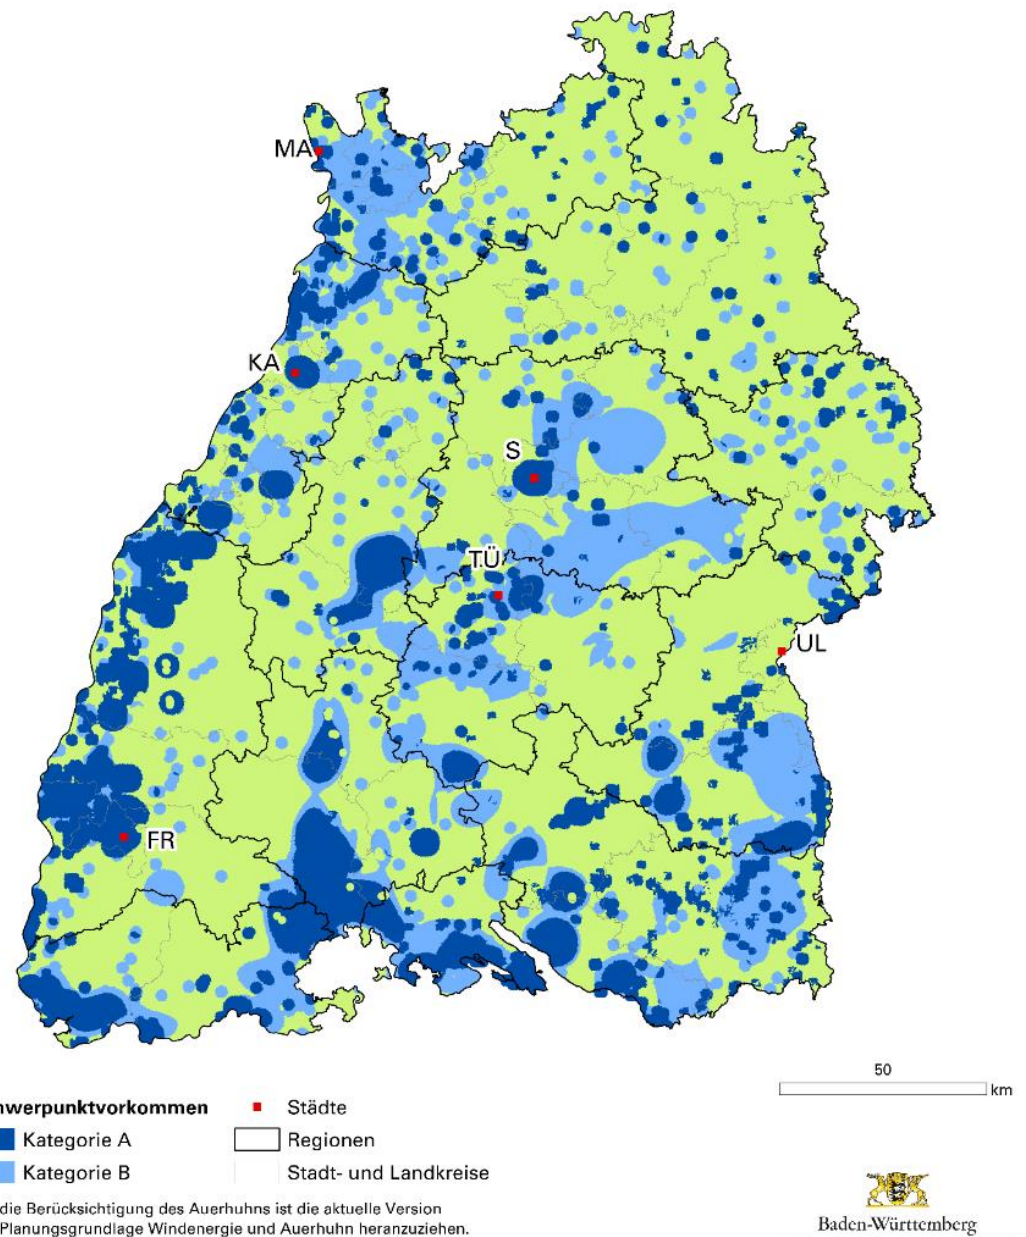 MA
KA
S
TÜ
UL
FR
50
km
Städte
Kategorie A
Regionen
Kategorie B
Stadt- und Landkreise
die Berücksichtigung des Auerhuhns ist die aktuelle Version
Planungsgrundlage Windenergie und Auerhuhn heranzuziehen.
Baden-Württemberg